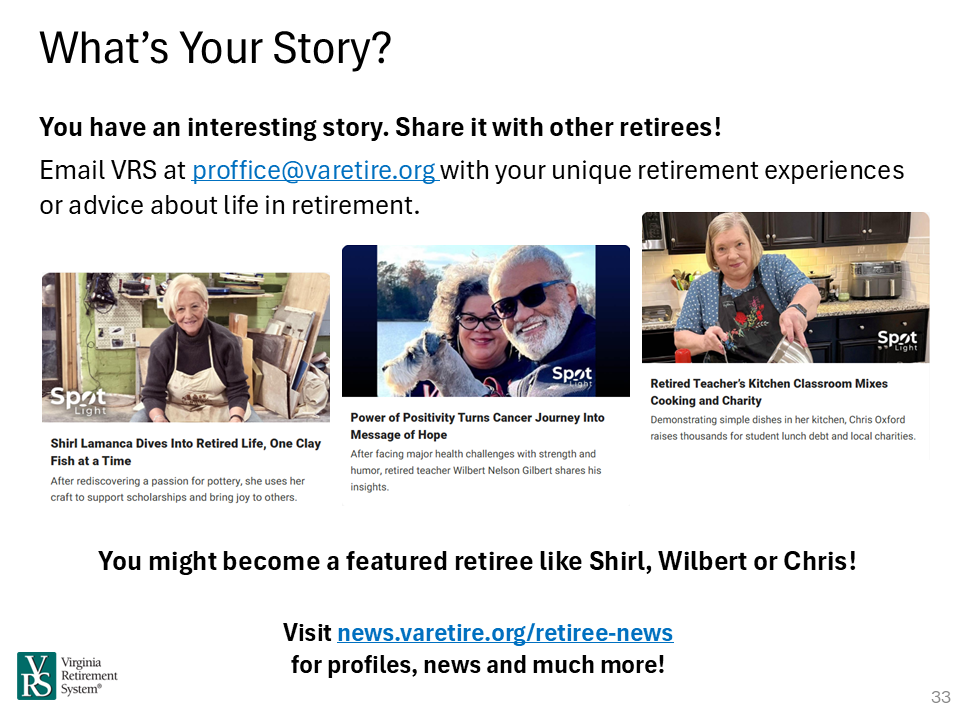 What’s Your Story?
You have an interesting story. Share it with other retirees!
Email VRS at proffice@varetire.org with your unique retirement experiences
or advice about life in retirement.
Spot
Light
Shirl Lamanca Dives Into Retired Life, One Clay
Fish at a Time
After rediscovering a passion for pottery, she uses her
craft to support scholarships and bring joy to others.
Spot
Light
Power of Positivity Turns Cancer Journey Into
Message of Hope
After facing major health challenges with strength and
humor, retired teacher Wilbert Nelson Gilbert shares his
insights.
Spot
Light
Retired Teacher’s Kitchen Classroom Mixes
Cooking and Charity
Demonstrating simple dishes in her kitchen, Chris Oxford
raises thousands for student lunch debt and local charities.
You might become a featured retiree like Shirl, Wilbert or Chris!
Visit news.varetire.org/retiree-news
for profiles, news and much more!
VRS
Virginia
Retirement
System®
33